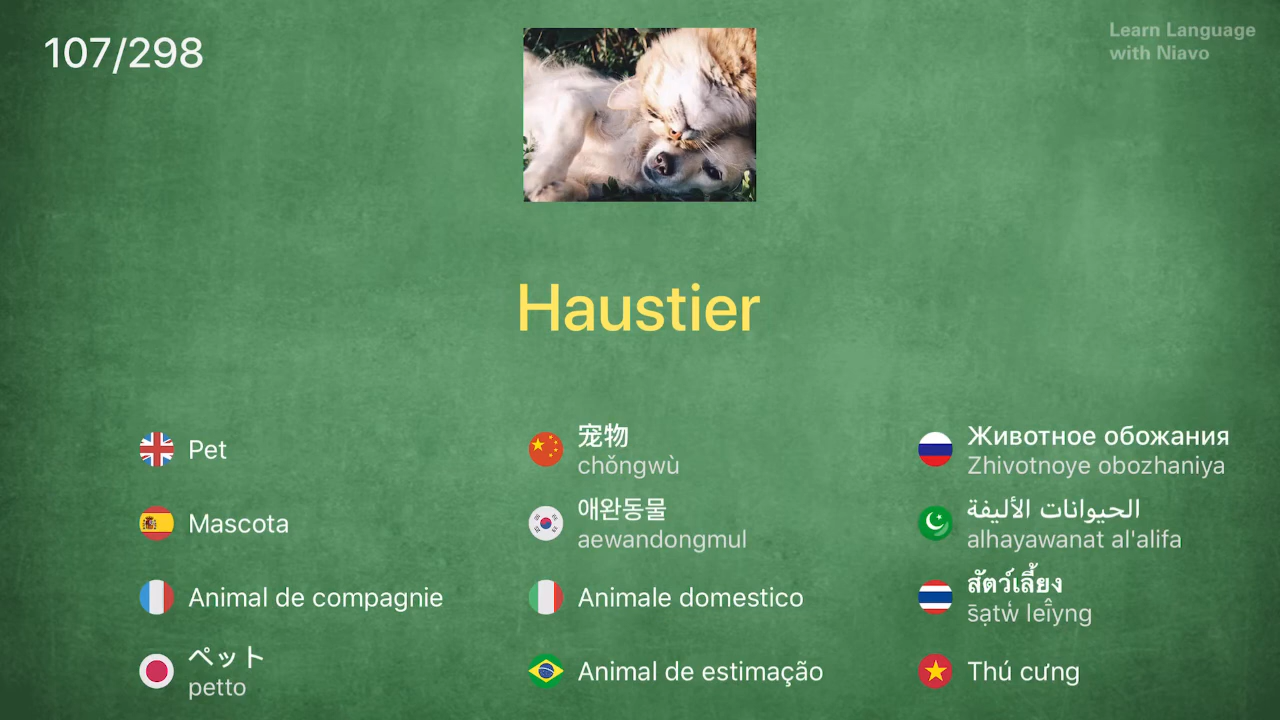 107/298
Learn Language
with Niavo
Haustier
Pet
Mascota
Animal de compagnie
ペット
petto
宠物
chǒngwù
애완동물
aewandongmul
Animale domestico
Animal de estimação
Животное обожания
Zhivotnoye obozhaniya
الحيوانات الأليفة
alhayawanat al'alifa
สัตว์เลี้ยง
s̄ạtw̒ leī̂yng
Thú cưng